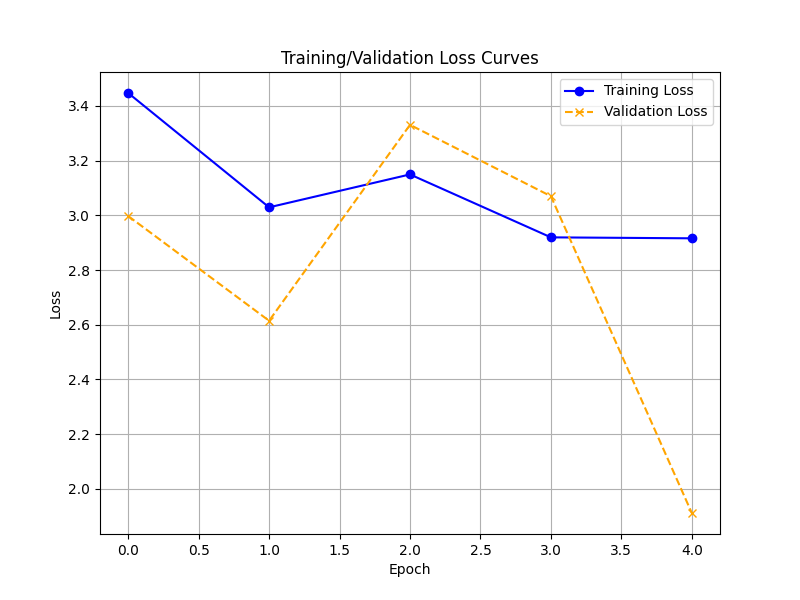 Training/Validation Loss Curves
Training Loss
Validation Loss
3.4
3.2
3.0
2.8
2.6
2.4
2.2
2.0
Loss
0.0 0.5 1.0 1.5 2.0 2.5 3.0 3.5 4.0
Epoch